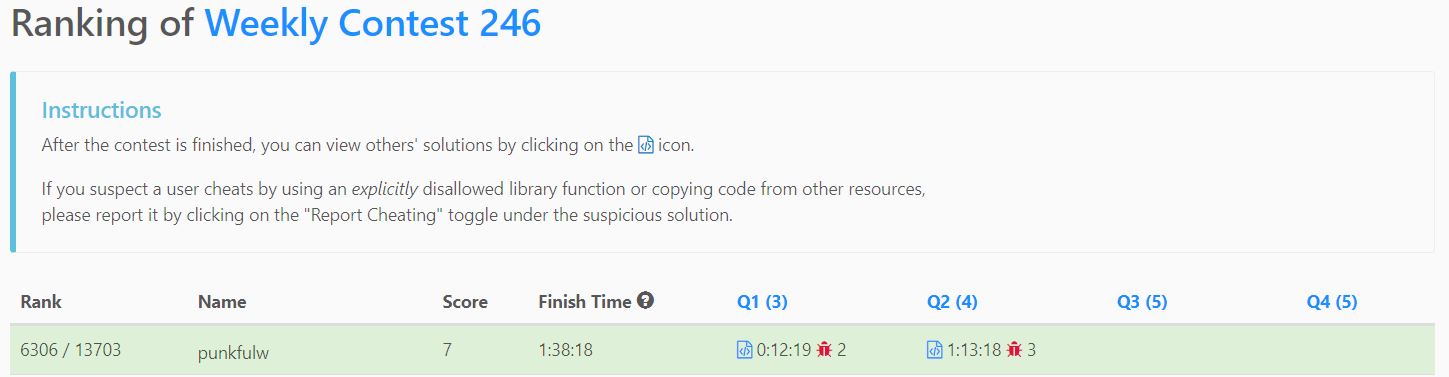 Ranking of Weekly Contest 246
Instructions
After the contest is finished, you can view others' solutions by clicking on the icon.
If you suspect a user cheats by using an explicitly disallowed library function or copying code from other resources,
please report it by clicking on the "Report Cheating" toggle under the suspicious solution.
Rank Name Score Finish Time ? Q1 (3) Q2 (4) Q3 (5) Q4 (5)
6306 / 13703 punkfulw 7 1:38:18 0:12:19 2 1:13:18 3